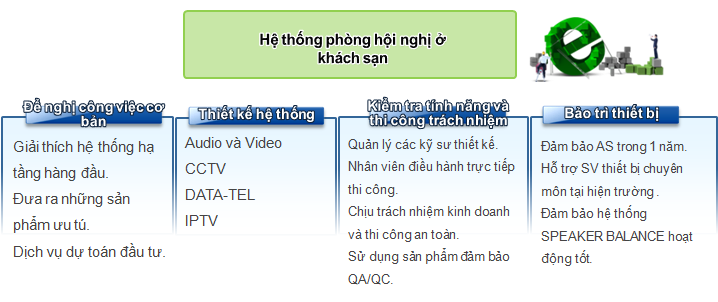 Hệ thống phòng hội nghị ở
khách sạn
Đề nghị công việc cơ
bản
Giải thích hệ thống hạ
tầng hàng đầu.
Đưa ra những sản
phẩm ưu tú.
Dịch vụ dự toán đầu tư.
Thiết kế hệ thống
Audio và Video
CCTV
DATA-TEL
IPTV
Kiểm tra tính năng và
thi công trách nhiệm
Quản lý các kỹ sư thiết kế.
Nhân viên điều hành trực tiếp
thi công.
Chịu trách nhiệm kinh doanh
và thi công an toàn.
Sử dụng sản phẩm đảm bảo
QA/QC.
Bảo trì thiết bị
Đảm bảo AS trong 1 năm.
Hỗ trợ SV thiết bị chuyên
môn tại hiện trường .
Đảm bảo hệ thống
SPEAKER BALANCE hoạt
động tốt.